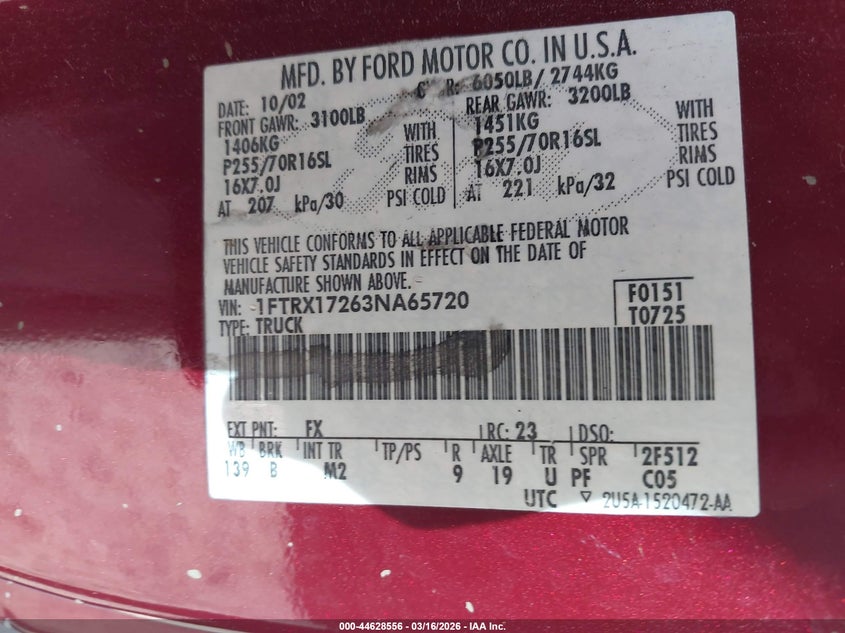 MFD. BY FORD MOTOR CO. IN U.S.A.
DATE: 10/02 R: 6050LB/ 2744KG
FRONT GAWR: 3100LB REAR GAWR: 3200LB
1406KG WITH 1451KG WITH
P255/70R16SL TIRES P255/70R16SL TIRES
16X7.0J RIMS 16X7.0J RIMS
AT 207 kPa/30 PSI COLD AT 221 kPa/32 PSI COLD
THIS VEHICLE CONFORMS TO ALL APPLICABLE FEDERAL MOTOR
VEHICLE SAFETY STANDARDS IN EFFECT ON THE DATE OF
MANUFACTURE SHOWN ABOVE.
VIN: 1FTRX17263NA65720 F0151
TYPE: TRUCK T0725
EXT PNT: FX RC: 23 DSO:
WB BRK INT TR TP/PS R AXLE TR SPR 2F512
139 B M2 9 19 U PF C05
UTC ▽ 2U5A-1520472-AA
000-44628556 - 03/16/2026 - IAA Inc.